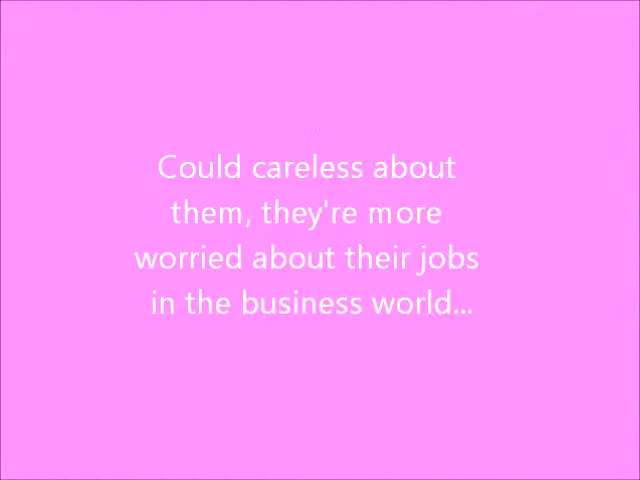 Could careless about
them, they're more
worried about their jobs
in the business world...